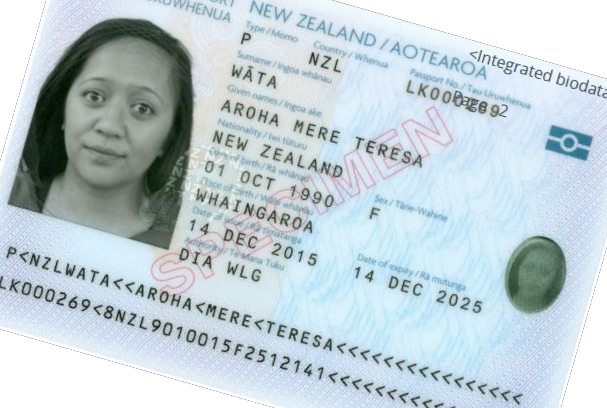 NEW ZEALAND / AOTEAROA
Type / Momo
P
Country / Whenua
NZL
Surname / Ingoa whānau
WĀTA
Given names / Ingoa ake
AROHA MERE TERESA
Nationality / Iwi tūturu
NEW ZEALAND
Date of birth / Rā whānau
01 OCT 1990
Place of birth / Wāhi whānau
WHAINGAROA
Date of issue / Rā timatanga
14 DEC 2015
Authority / Te Mana Tuku
DIA WLG
Passport No. / Tau Uruwhenua
Sex / Tāne-Wahine
F
Date of expiry / Rā mutunga
14 DEC 2025
SPECIMEN
<Integrated biodata
Page 2
P<NZLWATA<<AROHA<MERE<TERESA<<<<<<<<<<<<<<<<
LK000269<8NZL9010015F2512141<<<<<<<<<<<<<<